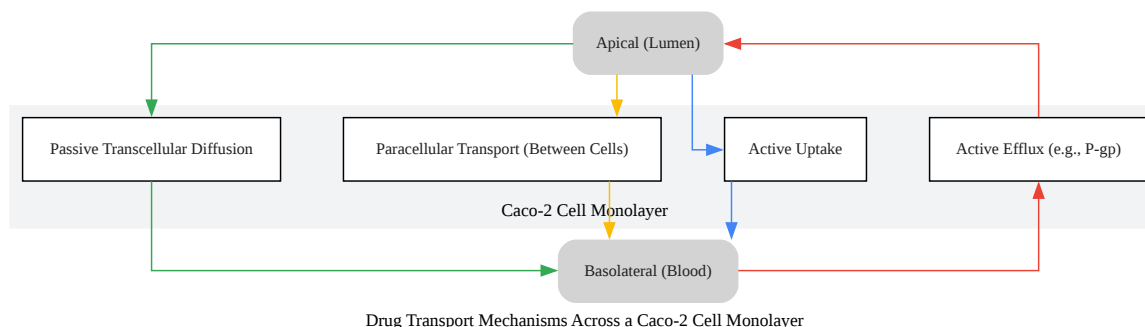 Apical (Lumen)
Passive Transcellular Diffusion
Paracellular Transport (Between Cells)
Active Uptake
Active Efflux (e.g., P-gp)
Caco-2 Cell Monolayer
Basolateral (Blood)
Drug Transport Mechanisms Across a Caco-2 Cell Monolayer